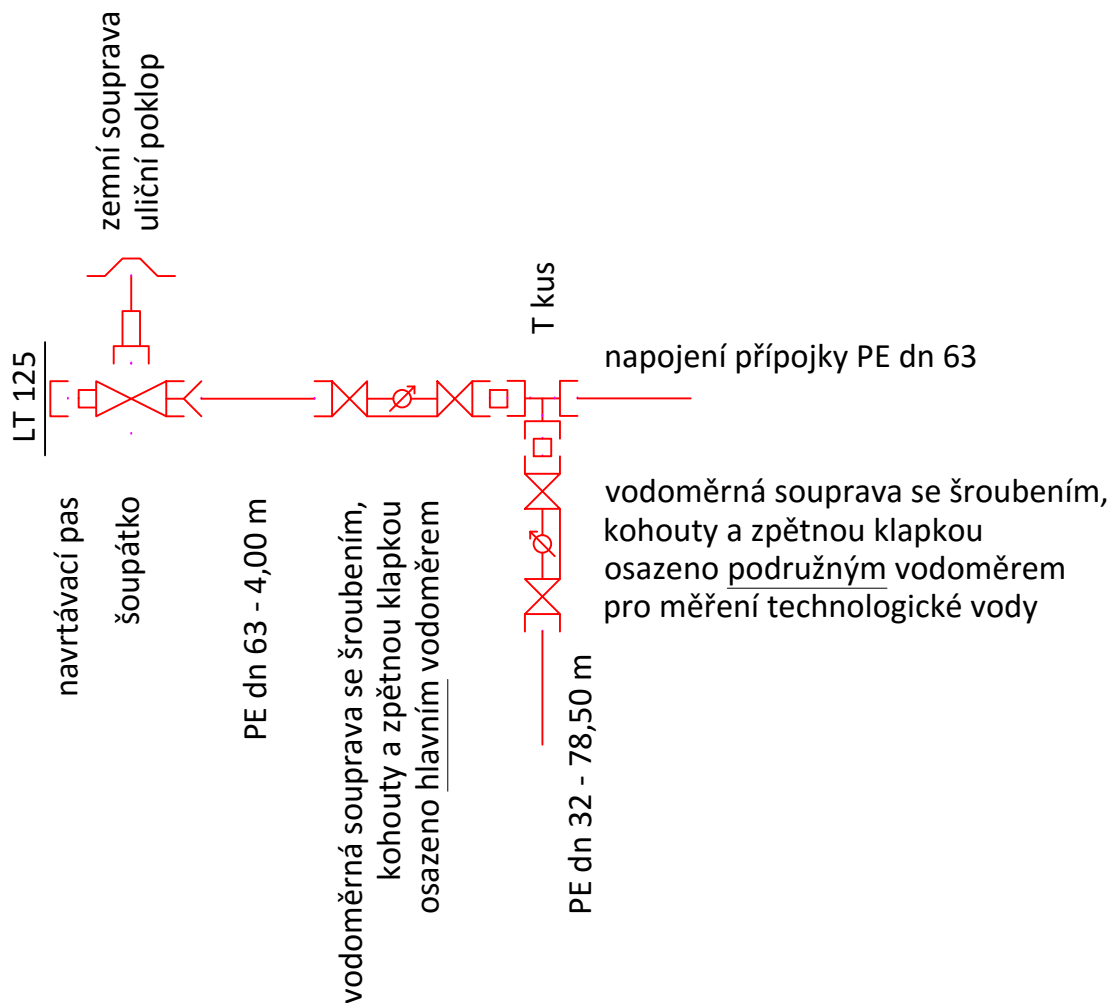 zemní souprava
uliční poklop
LT 125
T kus
napojení přípojky PE dn 63
navrtávací pas
šoupátko
PE dn 63 - 4,00 m
vodoměrná souprava se šroubením,
kohouty a zpětnou klapkou
osazeno hlavním vodoměrem
vodoměrná souprava se šroubením,
kohouty a zpětnou klapkou
osazeno podružným vodoměrem
pro měření technologické vody
PE dn 32 - 78,50 m